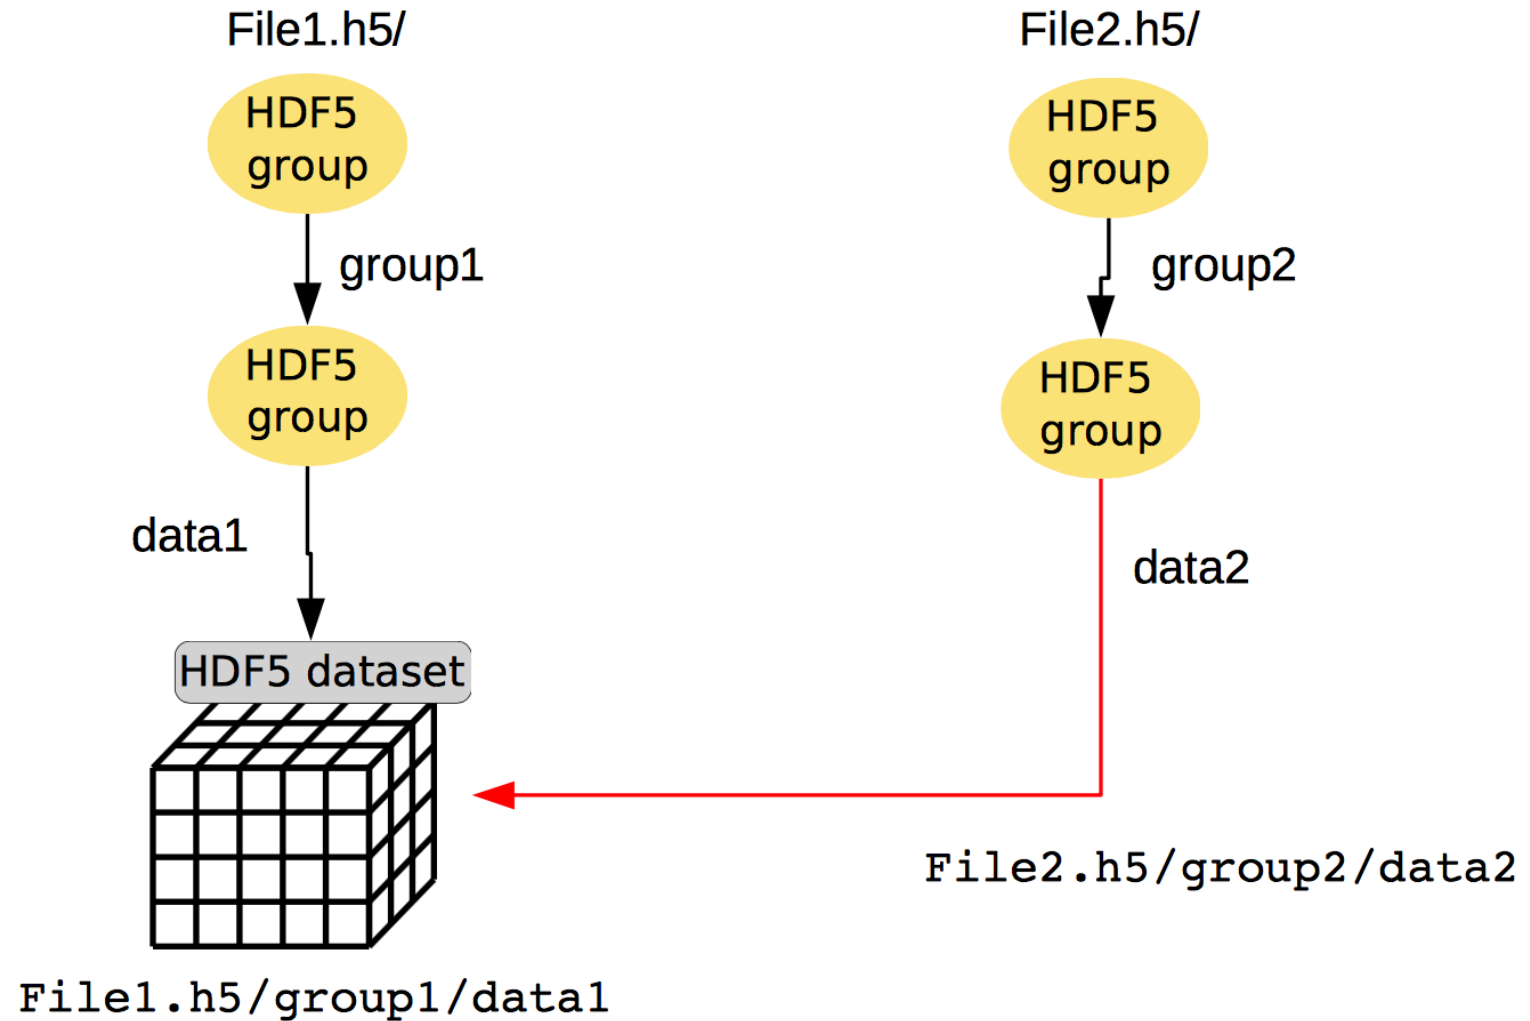 File1.h5/
HDF5
group
group1
HDF5
group
data1
HDF5 dataset
File1.h5/group1/data1
File2.h5/
HDF5
group
group2
HDF5
group
data2
File2.h5/group2/data2